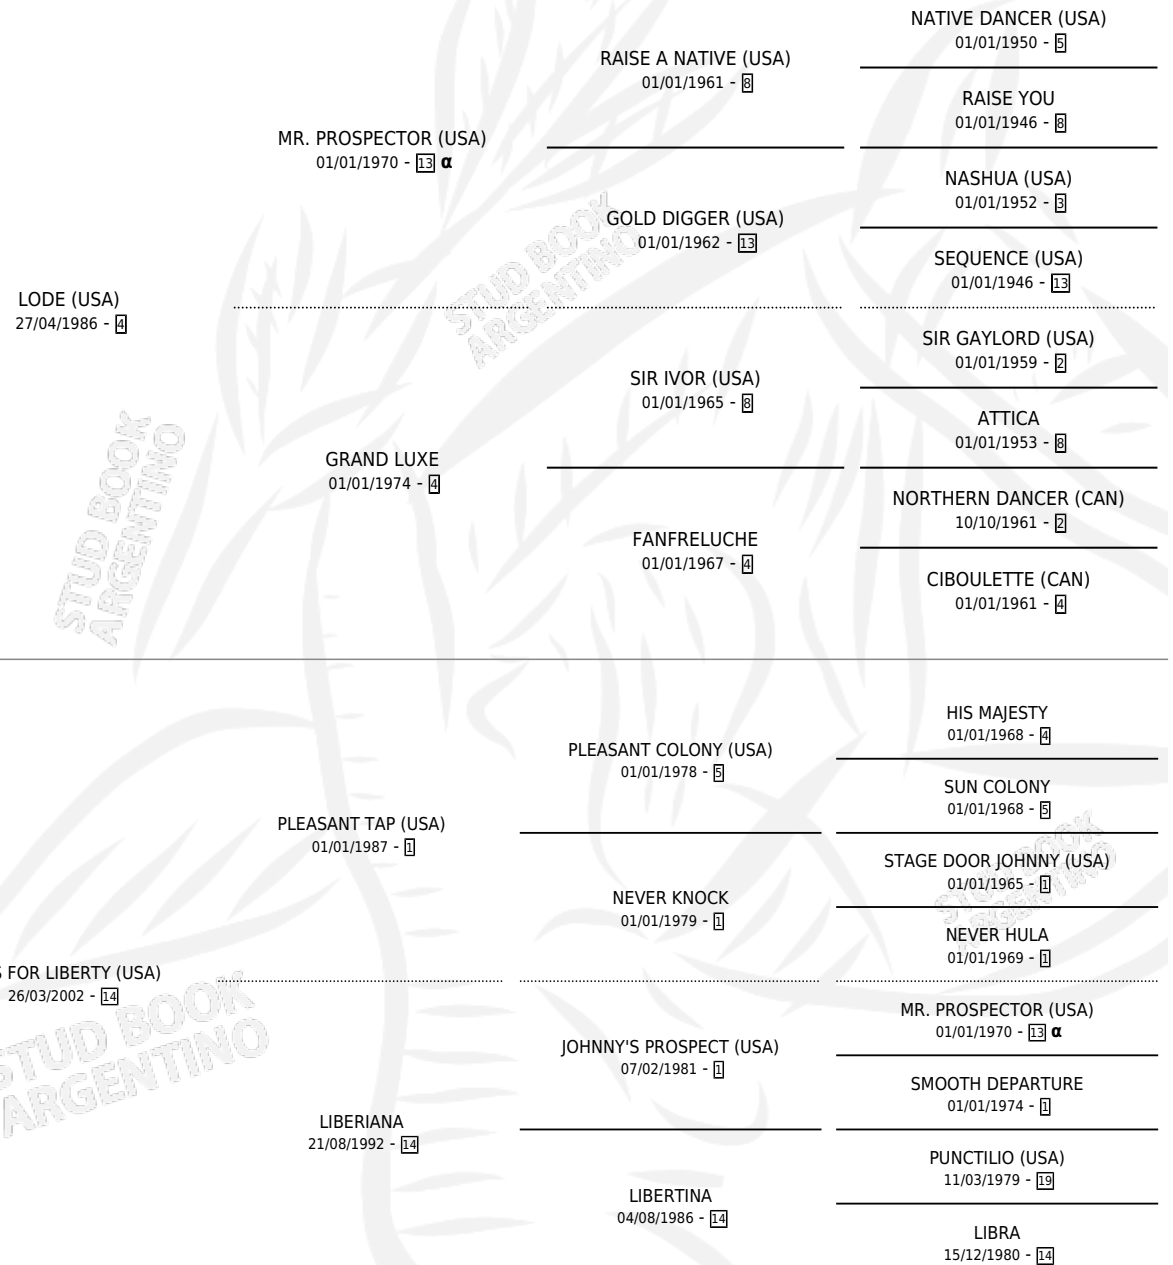 NATIVE DANCER (USA)
01/01/1950 - 5
RAISE A NATIVE (USA)
01/01/1961 - 8
RAISE YOU
01/01/1946 - 8
MR. PROSPECTOR (USA)
01/01/1970 - 13 α
NASHUA (USA)
01/01/1952 - 3
GOLD DIGGER (USA)
01/01/1962 - 13
SEQUENCE (USA)
01/01/1946 - 13
LODE (USA)
27/04/1986 - 4
SIR GAYLORD (USA)
01/01/1959 - 2
SIR IVOR (USA)
01/01/1965 - 8
ATTICA
01/01/1953 - 8
GRAND LUXE
01/01/1974 - 4
NORTHERN DANCER (CAN)
10/10/1961 - 2
FANFRELUCHE
01/01/1967 - 4
CIBOULETTE (CAN)
01/01/1961 - 4
HIS MAJESTY
01/01/1968 - 4
PLEASANT COLONY (USA)
01/01/1978 - 5
SUN COLONY
01/01/1968 - 5
PLEASANT TAP (USA)
01/01/1987 - 1
STAGE DOOR JOHNNY (USA)
01/01/1965 - 1
NEVER KNOCK
01/01/1979 - 1
NEVER HULA
01/01/1969 - 1
FOR LIBERTY (USA)
26/03/2002 - 14
MR. PROSPECTOR (USA)
01/01/1970 - 13 α
JOHNNY'S PROSPECT (USA)
07/02/1981 - 1
SMOOTH DEPARTURE
01/01/1974 - 1
LIBERIANA
21/08/1992 - 14
PUNCTILIO (USA)
11/03/1979 - 19
LIBERTINA
04/08/1986 - 14
LIBRA
15/12/1980 - 14
STUD BOOK
ARGENTINO
STUD BOOK
ARGENTINO
STUD BOOK
ARGENTINO
STUD BOOK
ARGENTINO